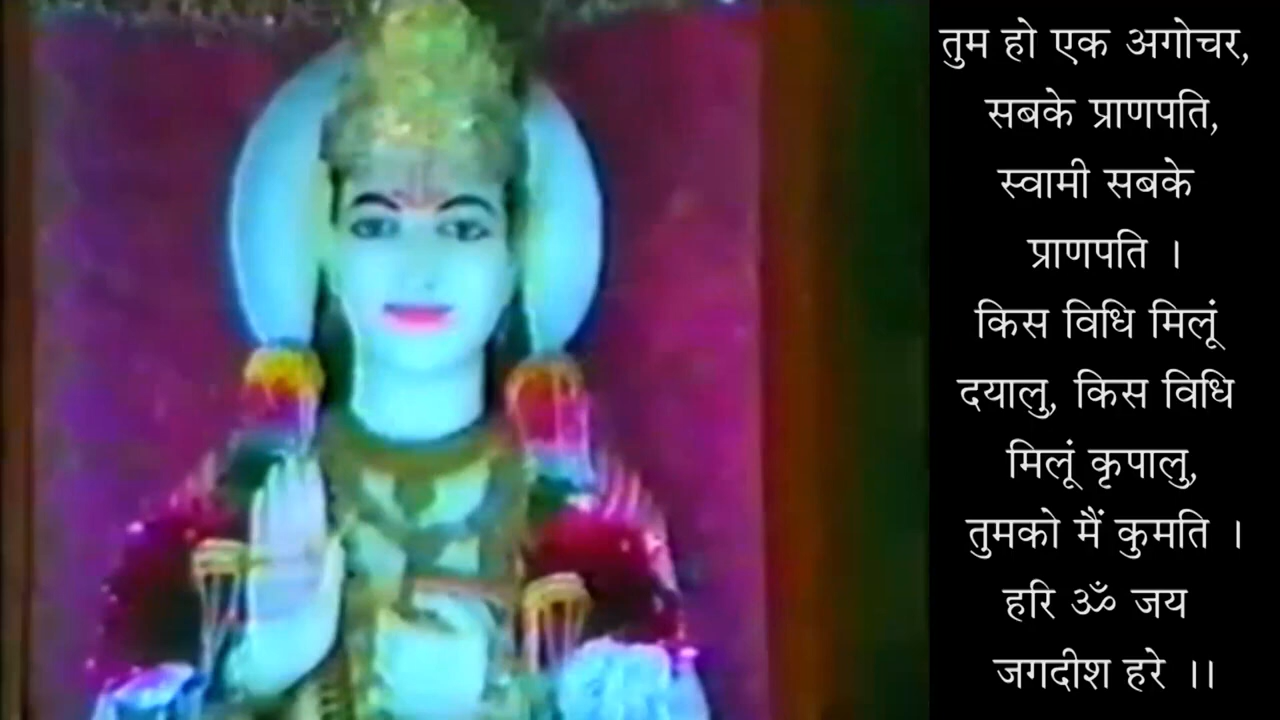 तुम हो एक अगोचर,
सबके प्राणपति,
स्वामी सबके
प्राणपति ।
किस विधि मिलूं
दयालु, किस विधि
मिलूं कृपालु,
तुमको मैं कुमति ।
हरि ॐ जय
जगदीश हरे ।।